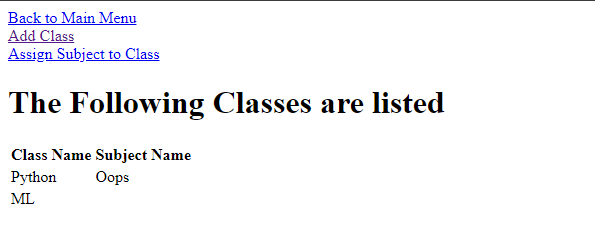 Back to Main Menu
Add Class
Assign Subject to Class
The Following Classes are listed
Class Name Subject Name
Python Oops
ML